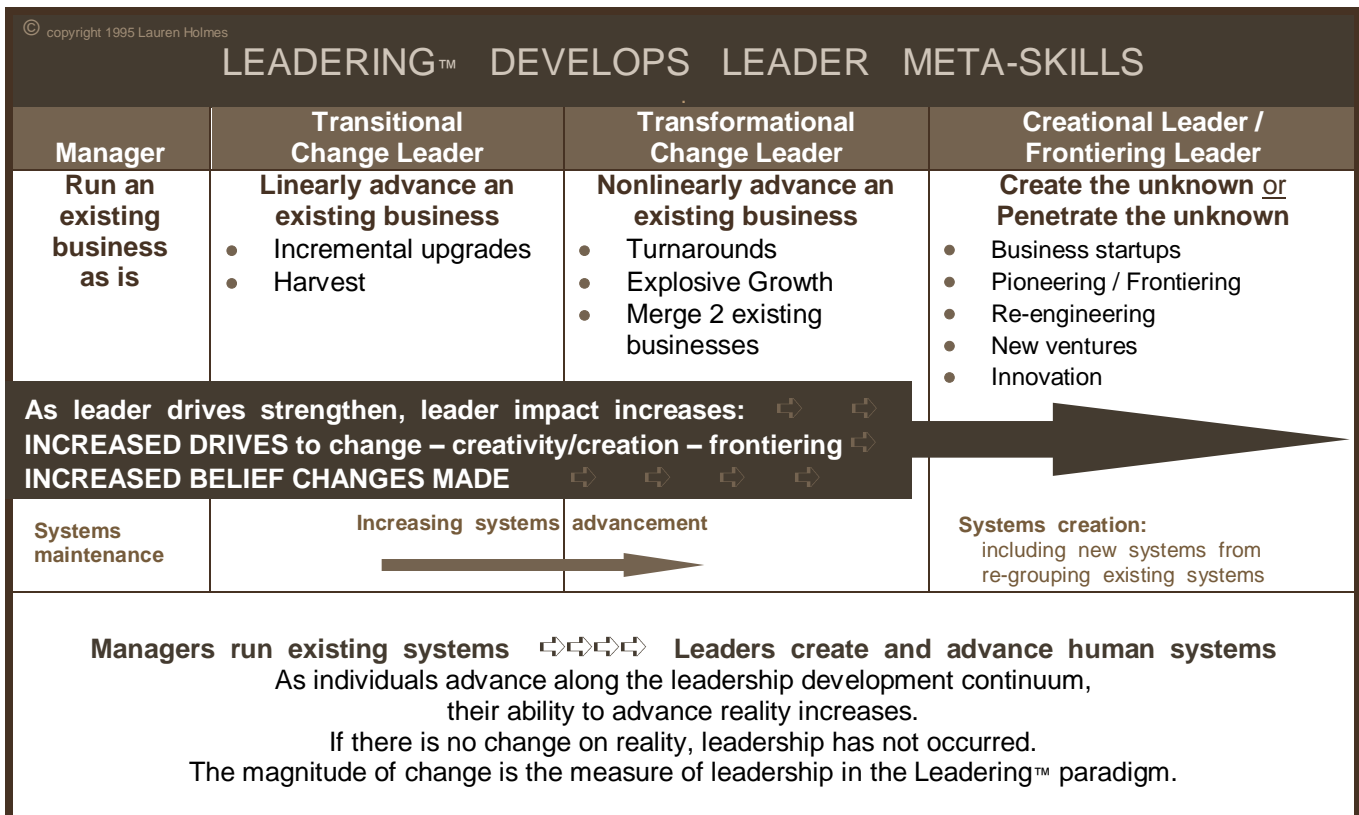 © copyright 1995 Lauren Holmes
LEADERING™ DEVELOPS LEADER META-SKILLS
Manager
Transitional
Change Leader
Transformational
Change Leader
Creational Leader /
Frontiering Leader
Run an
existing
business
as is
Linearly advance an
existing business
• Incremental upgrades
• Harvest
Nonlinearly advance an
existing business
• Turnarounds
• Explosive Growth
• Merge 2 existing
businesses
Create the unknown or
Penetrate the unknown
• Business startups
• Pioneering / Frontiering
• Re-engineering
• New ventures
• Innovation
As leader drives strengthen, leader impact increases: ⇨ ⇨
INCREASED DRIVES to change – creativity/creation – frontiering ⇨
INCREASED BELIEF CHANGES MADE ⇨ ⇨ ⇨ ⇨
Systems
maintenance
Increasing systems advancement
Systems creation:
including new systems from
re-grouping existing systems
Managers run existing systems ⇨⇨⇨⇨ Leaders create and advance human systems
As individuals advance along the leadership development continuum,
their ability to advance reality increases.
If there is no change on reality, leadership has not occurred.
The magnitude of change is the measure of leadership in the Leadering™ paradigm.